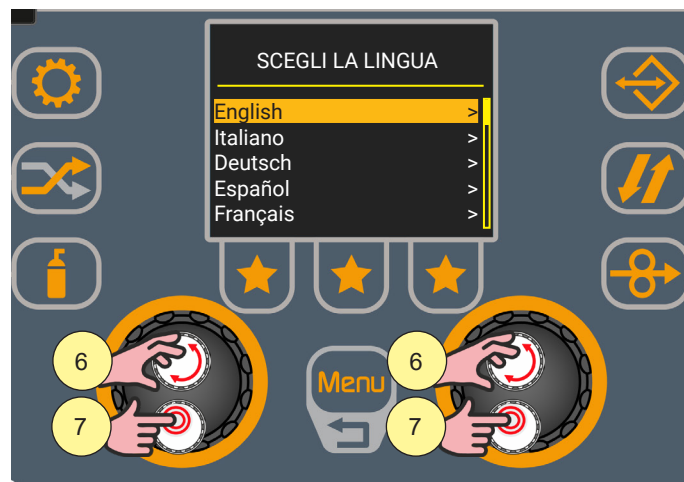 SCEGLI LA LINGUA
English >
Italiano >
Deutsch >
Español >
Français >
6
6
Menu
7
7